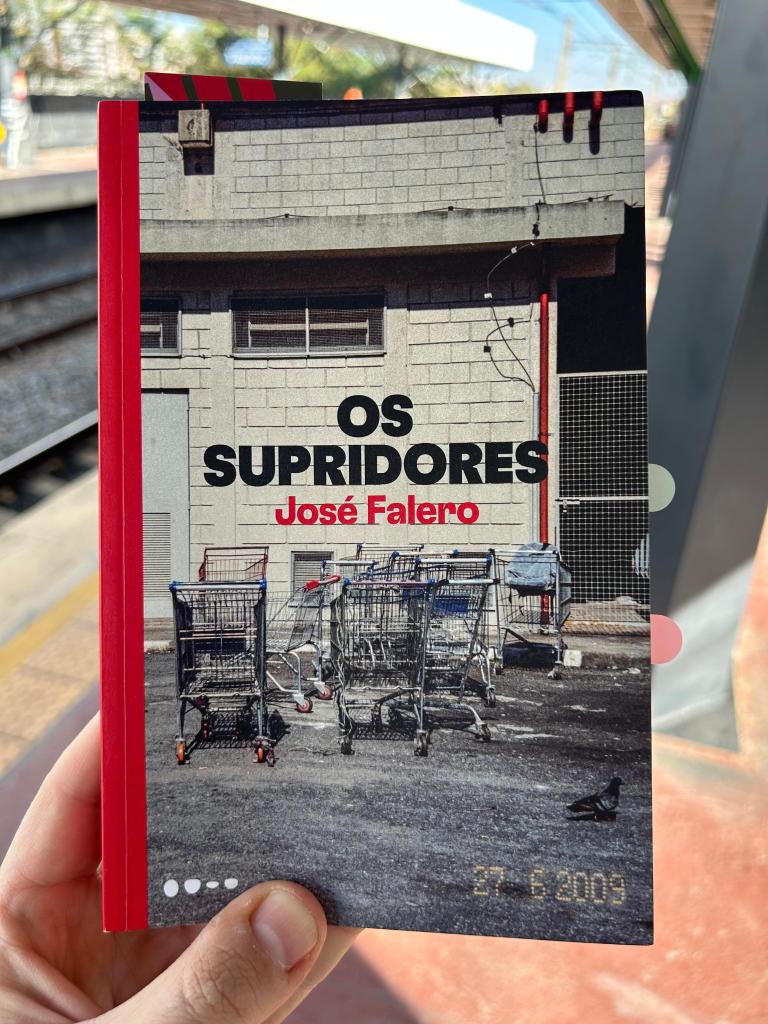 OS
SUPRIDORES
José Falero
27 6 2009